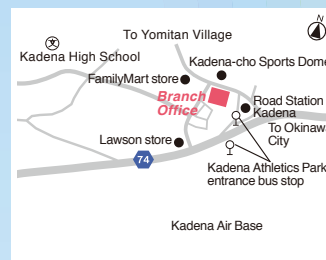 To Yomitan Village
N
Kadena High School
Kadena-cho Sports Dome
FamilyMart store
Branch
Office
Road Station
Kadena
To Okinawa
City
Lawson store
74
Kadena Athletics Park
entrance bus stop
Kadena Air Base